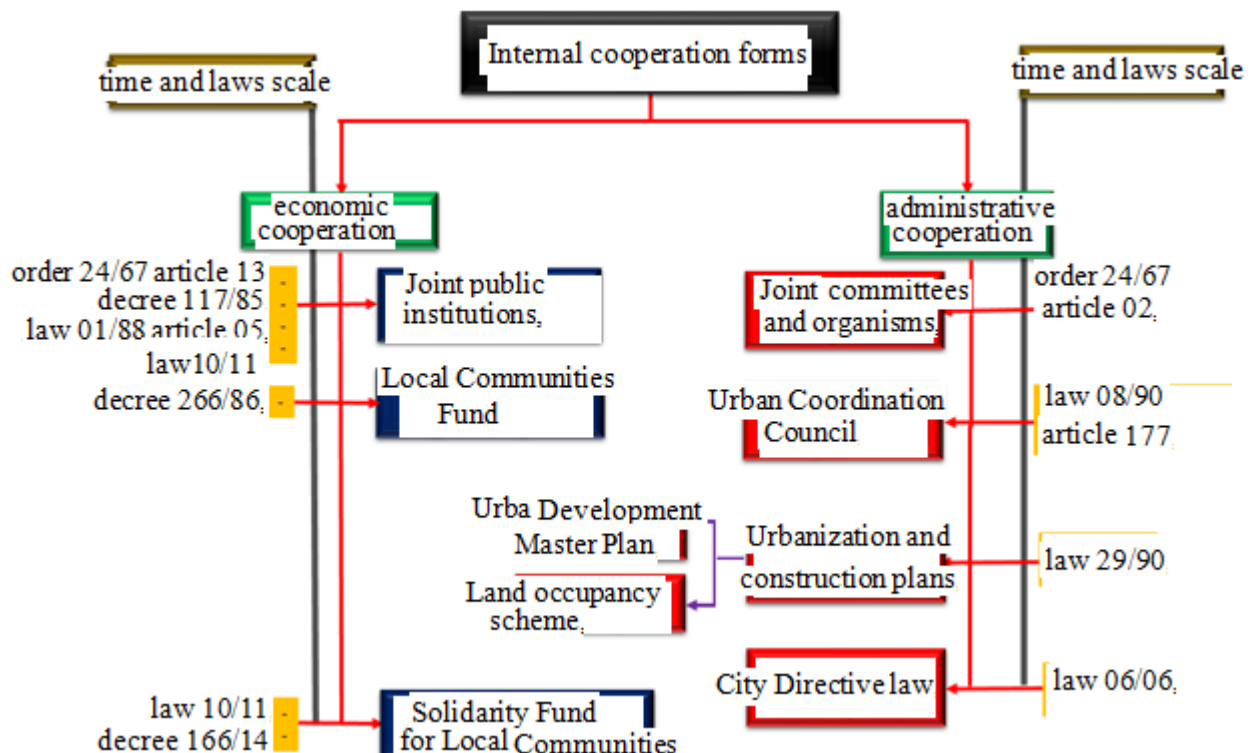 Internal cooperation forms
time and laws scale
time and laws scale
economic
cooperation
administrative
cooperation
order 24/67 article 13
decree 117/85
law 01/88 article 05
law10/11
Joint public
institutions
decree 266/86
Local Communities
Fund
law 10/11
decree 166/14
Solidarity Fund
for Local Communities
Joint committees
and organisms
order 24/67
article 02
Urban Coordination
Council
law 08/90
article 177
Urba Development
Master Plan
Land occupancy
scheme
Urbanization and
construction plans
law 29/90
City Directive law
law 06/06